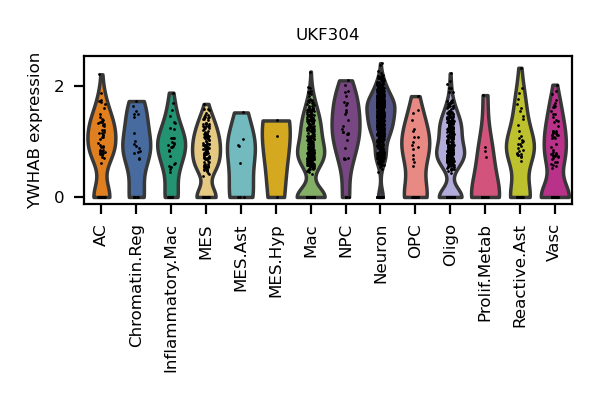 UKF304
YWHAB expression
2
0
AC
Chromatin.Reg
Inflammatory.Mac
MES
MES.Ast
MES.Hyp
Mac
NPC
Neuron
OPC
Oligo
Prolif.Metab
Reactive.Ast
Vasc